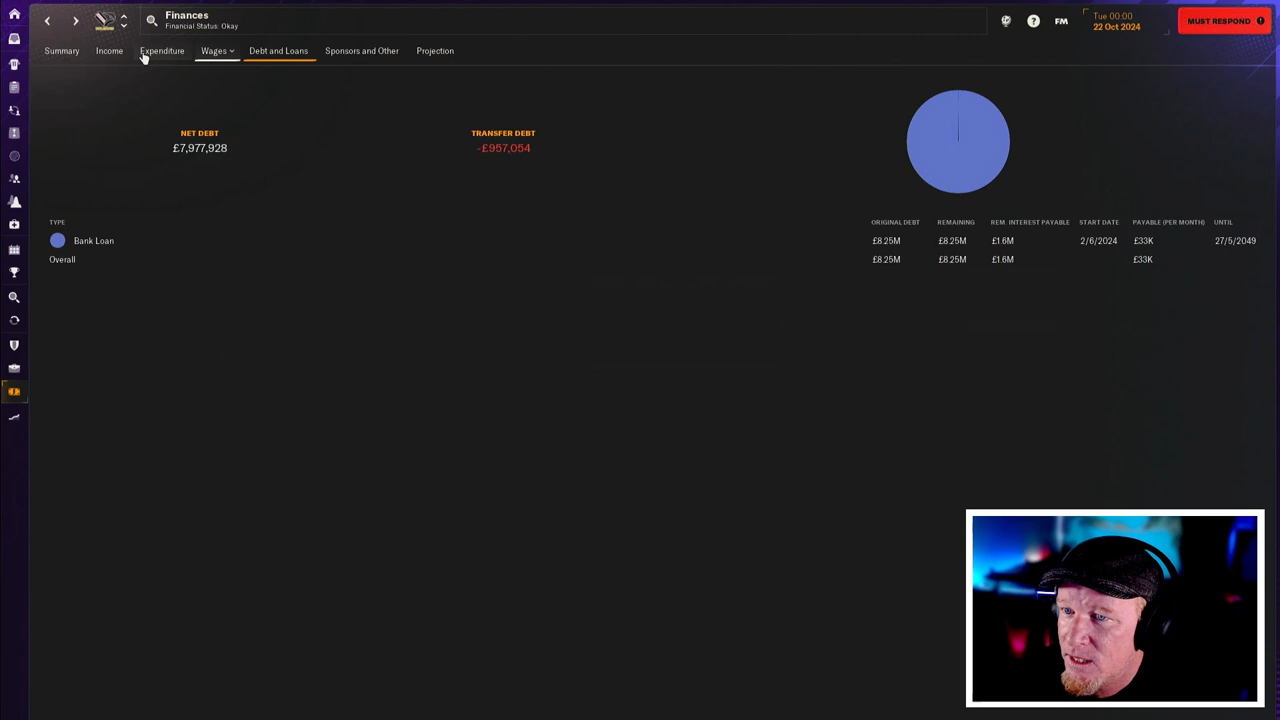 Finances
Financial Status: Okay
FM
Tue 00:00
22 Oct 2024
MUST RESPOND
Summary
Income
Expenditure
Wages
Debt and Loans
Sponsors and Other
Projection
NET DEBT
£7,977,928
TRANSFER DEBT
-£957,054
TYPE ORIGINAL DEBT REMAINING REM. INTEREST PAYABLE START DATE PAYABLE (PER MONTH) UNTIL
Bank Loan £8.25M £8.25M £1.6M 2/6/2024 £33K 27/5/2049
Overall £8.25M £8.25M £1.6M £33K